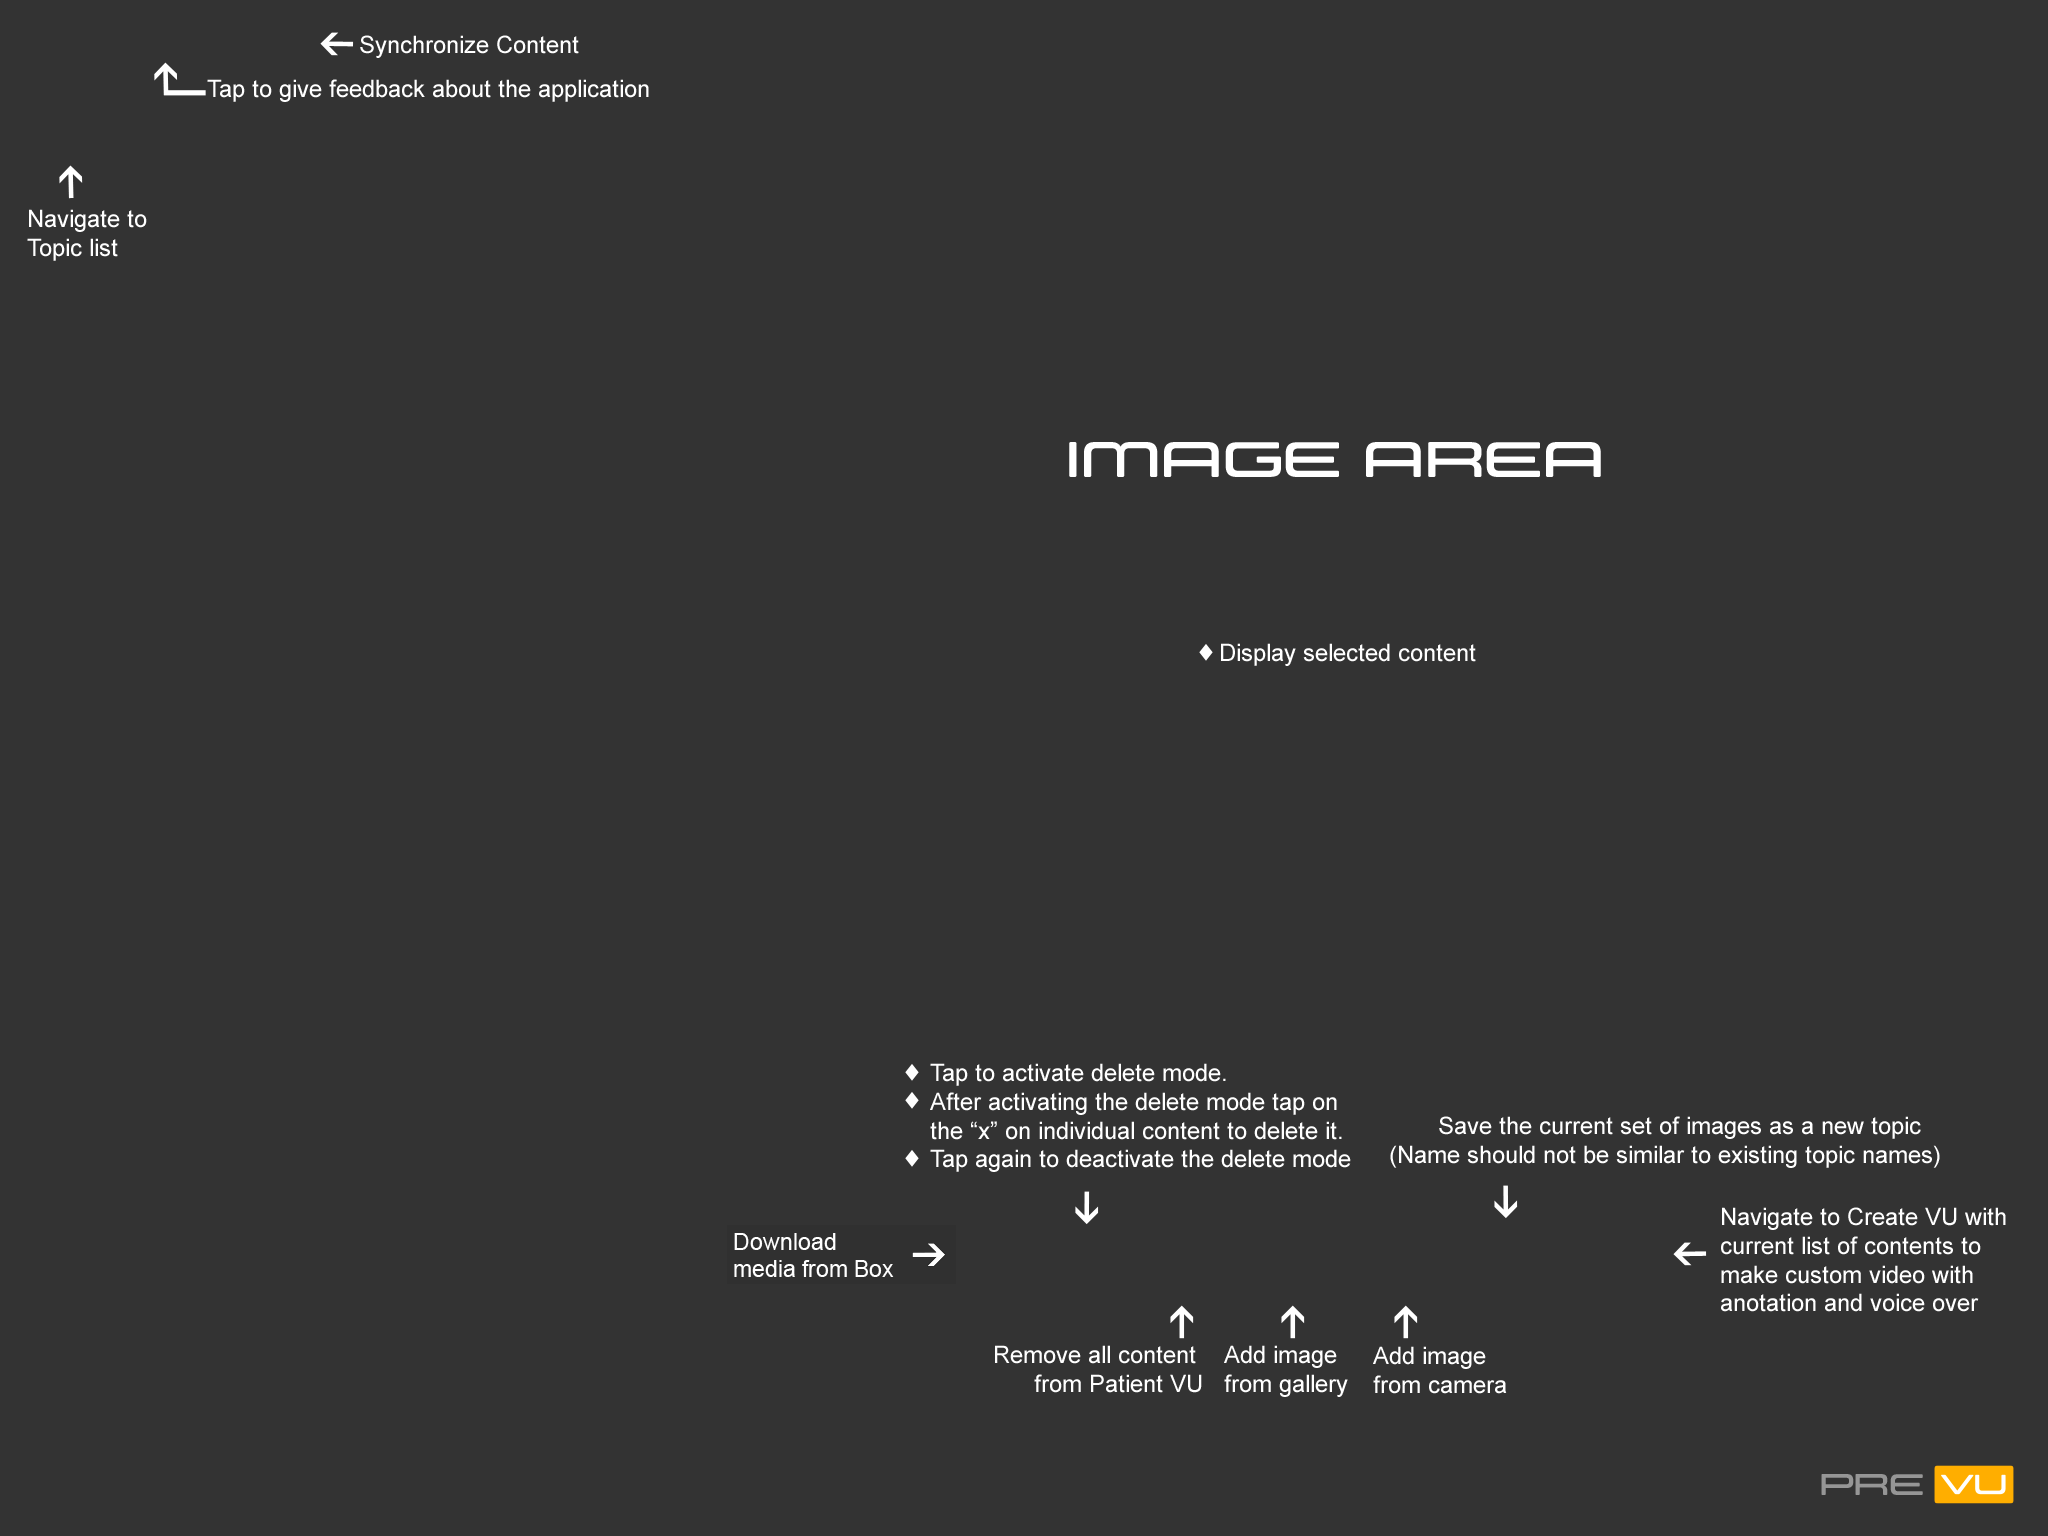 Synchronize Content
Tap to give feedback about the application
Navigate to
Topic list
IMAGE AREA
♦ Display selected content
♦ Tap to activate delete mode.
♦ After activating the delete mode tap on
the “x” on individual content to delete it.
♦ Tap again to deactivate the delete mode
Save the current set of images as a new topic
(Name should not be similar to existing topic names)
Download
media from Box
Navigate to Create VU with
current list of contents to
make custom video with
anotation and voice over
Remove all content
from Patient VU
Add image
from gallery
Add image
from camera
PRE VU